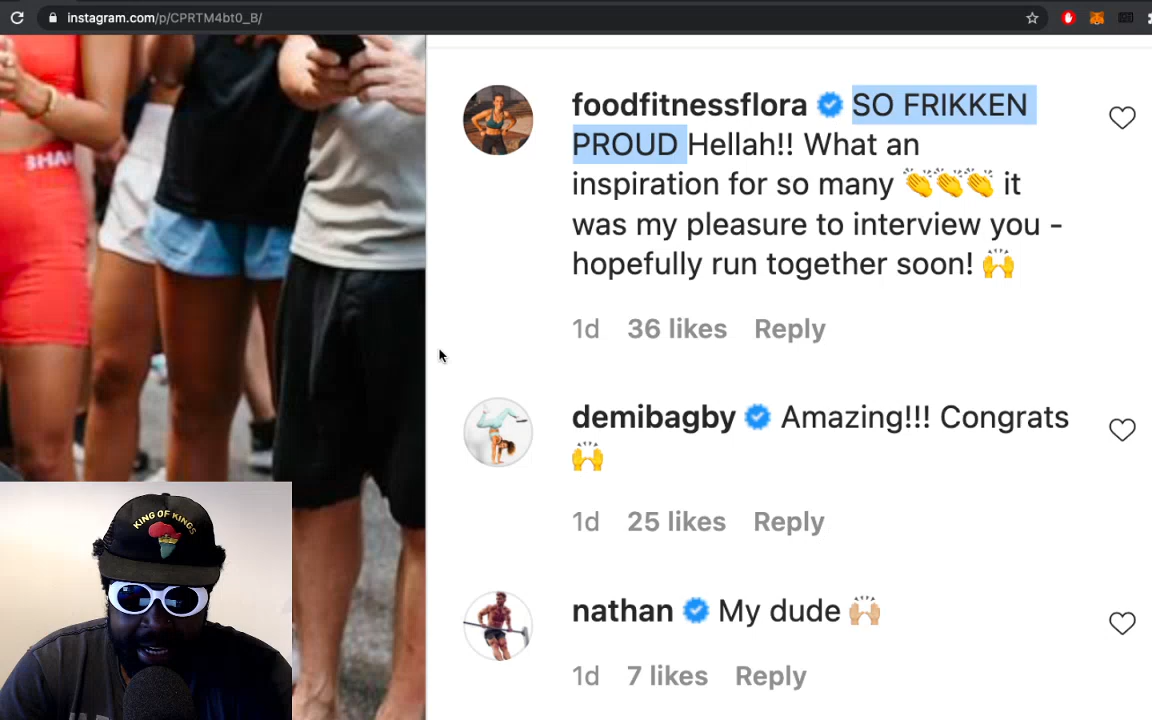 instagram.com/p/CPRTM4bt0_B/
foodfitnessflora SO FRIKKEN
PROUD Hellah!! What an
inspiration for so many 👏👏👏 it
was my pleasure to interview you -
hopefully run together soon! 🙌
1d 36 likes Reply
demibagby Amazing!!! Congrats
🙌
1d 25 likes Reply
nathan My dude 🙌🏼
1d 7 likes Reply
KING OF KINGS